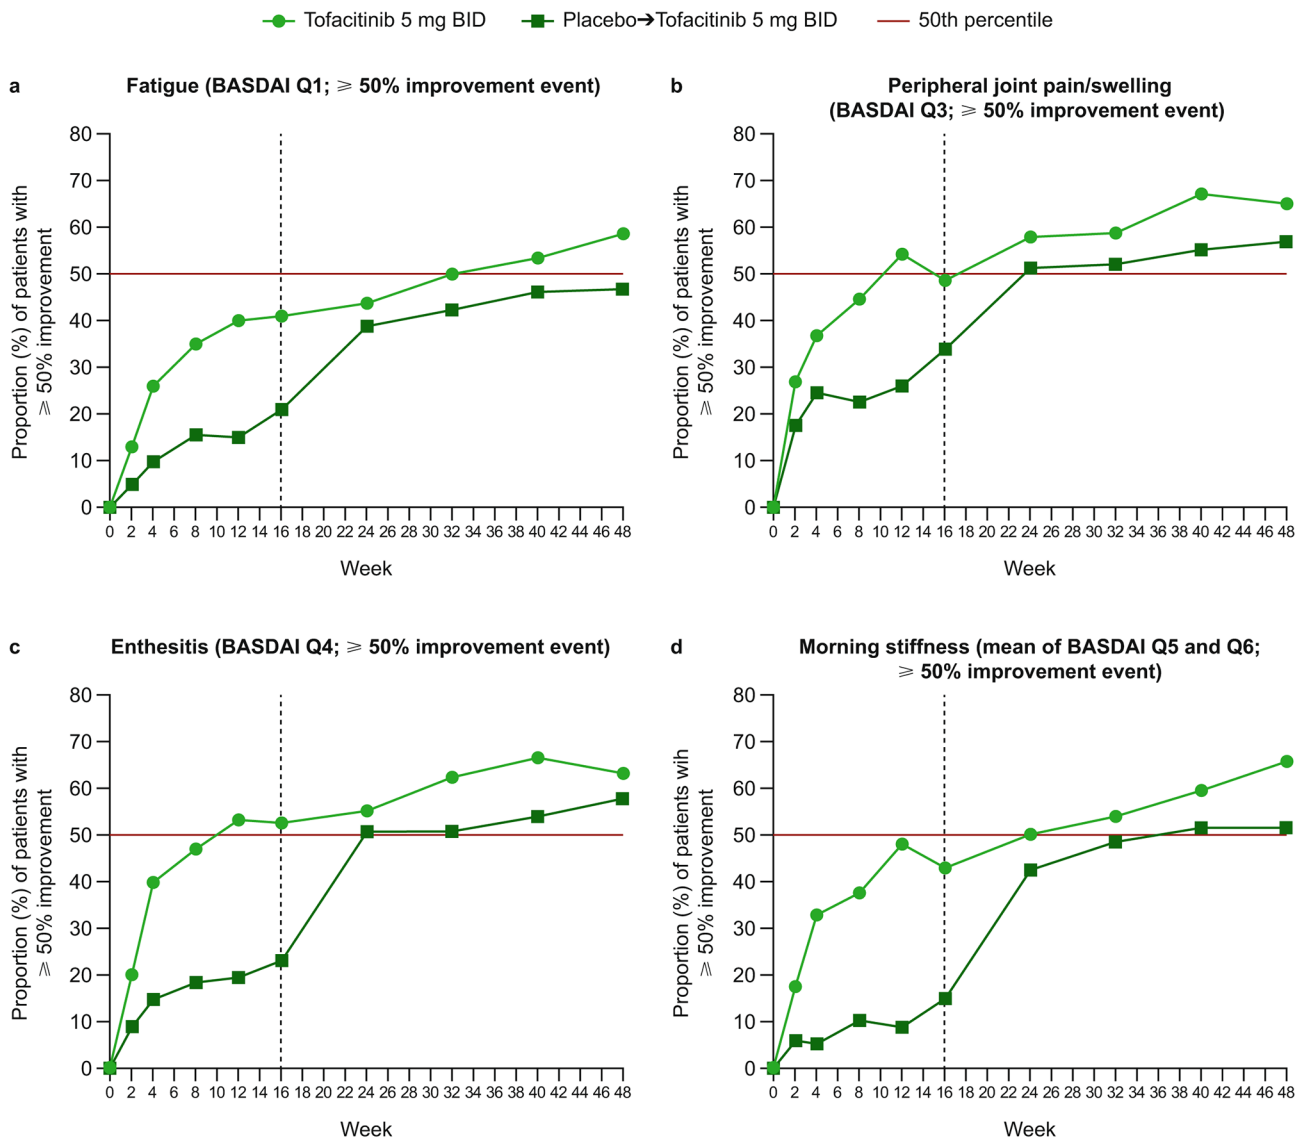 Tofacitinib 5 mg BID
Placebo➔Tofacitinib 5 mg BID
50th percentile
a
Fatigue (BASDAI Q1; ⩾ 50% improvement event)
Proportion (%) of patients with
⩾ 50% improvement
80
70
60
50
40
30
20
10
0
0 2 4 6 8 10 12 14 16 18 20 22 24 26 28 30 32 34 36 38 40 42 44 46 48
Week
b
Peripheral joint pain/swelling
(BASDAI Q3; ⩾ 50% improvement event)
Proportion (%) of patients with
⩾ 50% improvement
80
70
60
50
40
30
20
10
0
0 2 4 6 8 10 12 14 16 18 20 22 24 26 28 30 32 34 36 38 40 42 44 46 48
Week
c
Enthesitis (BASDAI Q4; ⩾ 50% improvement event)
Proportion (%) of patients with
⩾ 50% improvement
80
70
60
50
40
30
20
10
0
0 2 4 6 8 10 12 14 16 18 20 22 24 26 28 30 32 34 36 38 40 42 44 46 48
Week
d
Morning stiffness (mean of BASDAI Q5 and Q6;
⩾ 50% improvement event)
Proportion (%) of patients wih
⩾ 50% improvement
80
70
60
50
40
30
20
10
0
0 2 4 6 8 10 12 14 16 18 20 22 24 26 28 30 32 34 36 38 40 42 44 46 48
Week